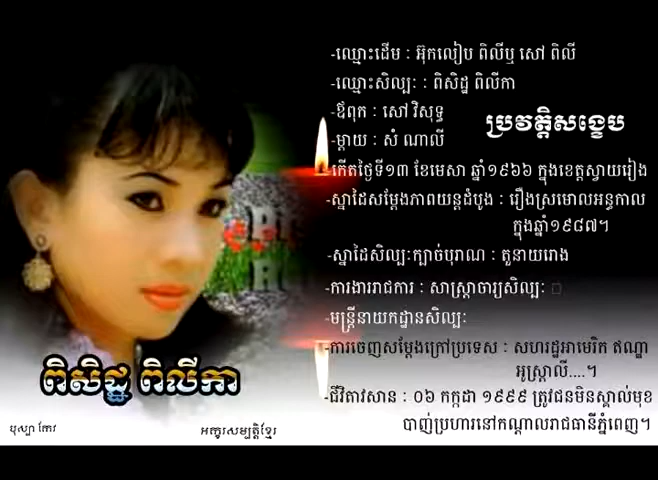 -ឈ្មោះដើម : អ៊ុកលៀប ពិលីឬ សៅ ពិលី
-ឈ្មោះសិល្បៈ : ពិសិដ្ឋ ពិលីកា
-ឪពុក : សៅ វិសុទ្ធ
ប្រវត្តិសង្ខេប
-ម្តាយ : សំ ណាលី
-កើតថ្ងៃទី១៣ ខែមេសា ឆ្នាំ១៩៦៦ ក្នុងខេត្តស្វាយរៀង
-ស្នាដៃសម្តែងភាពយន្តដំបូង : រឿងស្រមោលអន្ធកាល
ក្នុងឆ្នាំ១៩៨៧។
-ស្នាដៃសិល្បៈក្បាច់បុរាណ : តួនាយរោង
-ការងាររាជការ : សាស្ត្រាចារ្យសិល្បៈ
-មន្ត្រីនាយកដ្ឋានសិល្បៈ
-ការចេញសម្តែងក្រៅប្រទេស : សហរដ្ឋអាមេរិក ឥណ្ឌា
អូស្ត្រាលី....។
-ជីវិតាវសាន : ០៦ កក្កដា ១៩៩៩ ត្រូវជនមិនស្គាល់មុខ
បាញ់ប្រហារនៅកណ្តាលរាជធានីភ្នំពេញ។
ពិសិដ្ឋ ពិលីកា
បុស្បា កែវ
អក្សរសម្បត្តិខ្មែរ